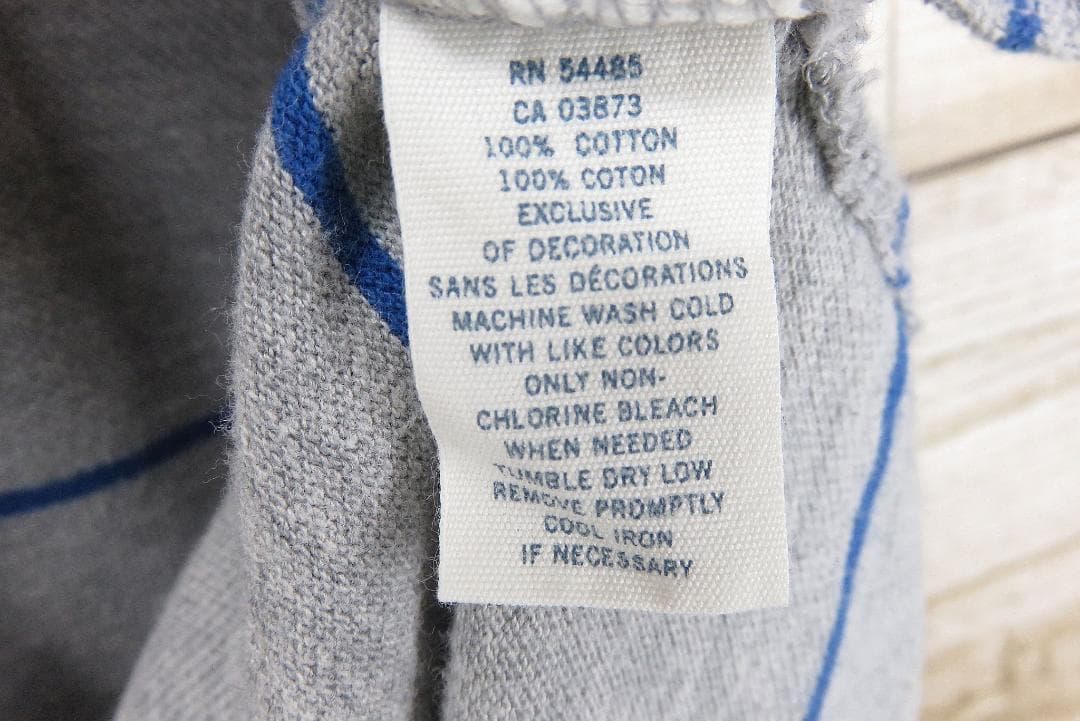 RN 54485
CA 03873
100% COTTON
100% COTON
EXCLUSIVE
OF DECORATION
SANS LES DÉCORATIONS
MACHINE WASH COLD
WITH LIKE COLORS
ONLY NON-
CHLORINE BLEACH
WHEN NEEDED
TUMBLE DRY LOW
REMOVE PROMPTLY
COOL IRON
IF NECESSARY